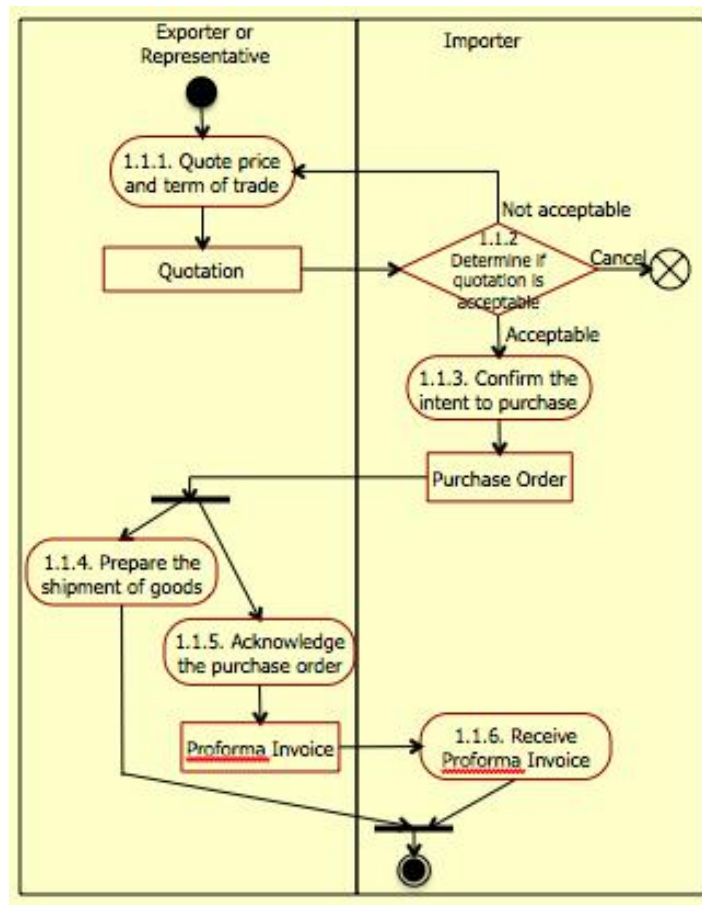 Exporter or
Representative
Importer
1.1.1. Quote price
and term of trade
Not acceptable
1.1.2
Determine if
quotation is
acceptable
Cancel
Quotation
Acceptable
1.1.3. Confirm the
intent to purchase
Purchase Order
1.1.4. Prepare the
shipment of goods
1.1.5. Acknowledge
the purchase order
Proforma Invoice
1.1.6. Receive
Proforma Invoice